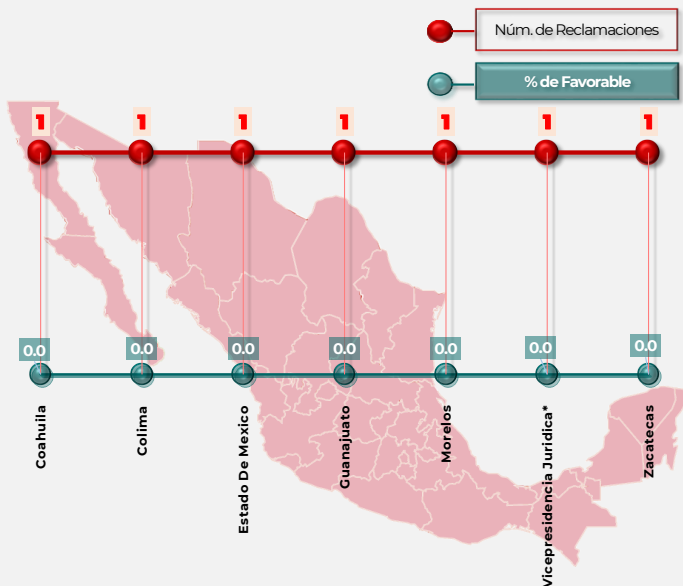 Núm. de Reclamaciones
% de Favorable
1 1 1 1 1 1 1
0.0 0.0 0.0 0.0 0.0 0.0 0.0
Coahuila
Colima
Estado De Mexico
Guanajuato
Morelos
Vicepresidencia Juridica*
Zacatecas